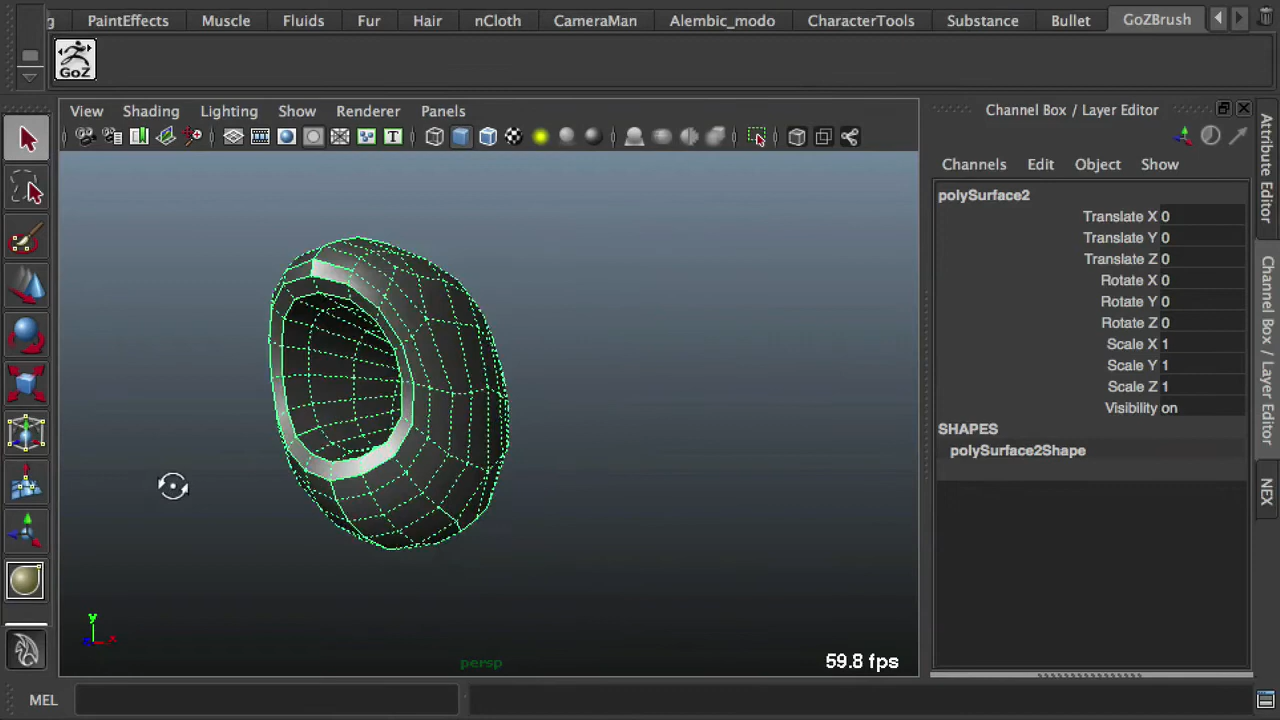 g PaintEffects Muscle Fluids Fur Hair nCloth CameraMan Alembic_modo CharacterTools Substance Bullet GoZBrush
GoZ
View Shading Lighting Show Renderer Panels
T
Channel Box / Layer Editor
Channels Edit Object Show
polySurface2
Translate X 0
Translate Y 0
Translate Z 0
Rotate X 0
Rotate Y 0
Rotate Z 0
Scale X 1
Scale Y 1
Scale Z 1
Visibility on
SHAPES
polySurface2Shape
Attribute Editor
Channel Box / Layer Editor
NEX
y
z x
persp
59.8 fps
MEL